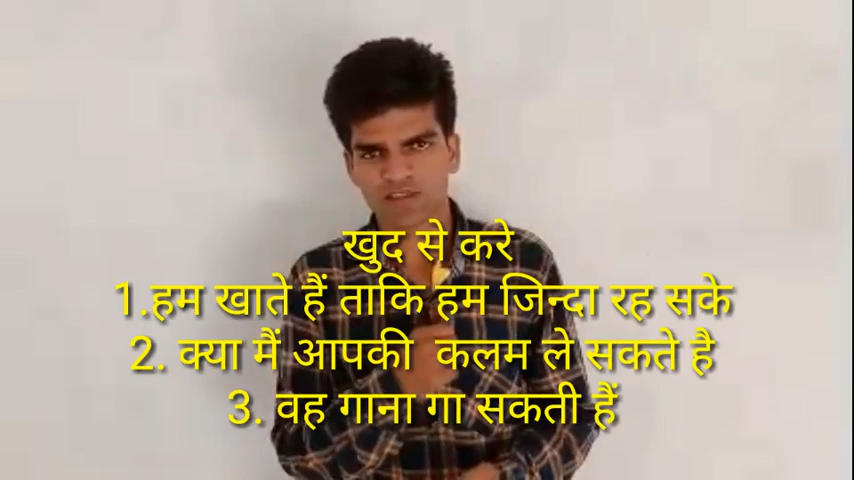 खुद से करे
1.हम खाते हैं ताकि हम जिन्दा रह सके
2. क्या मैं आपकी कलम ले सकते है
3. वह गाना गा सकती हैं